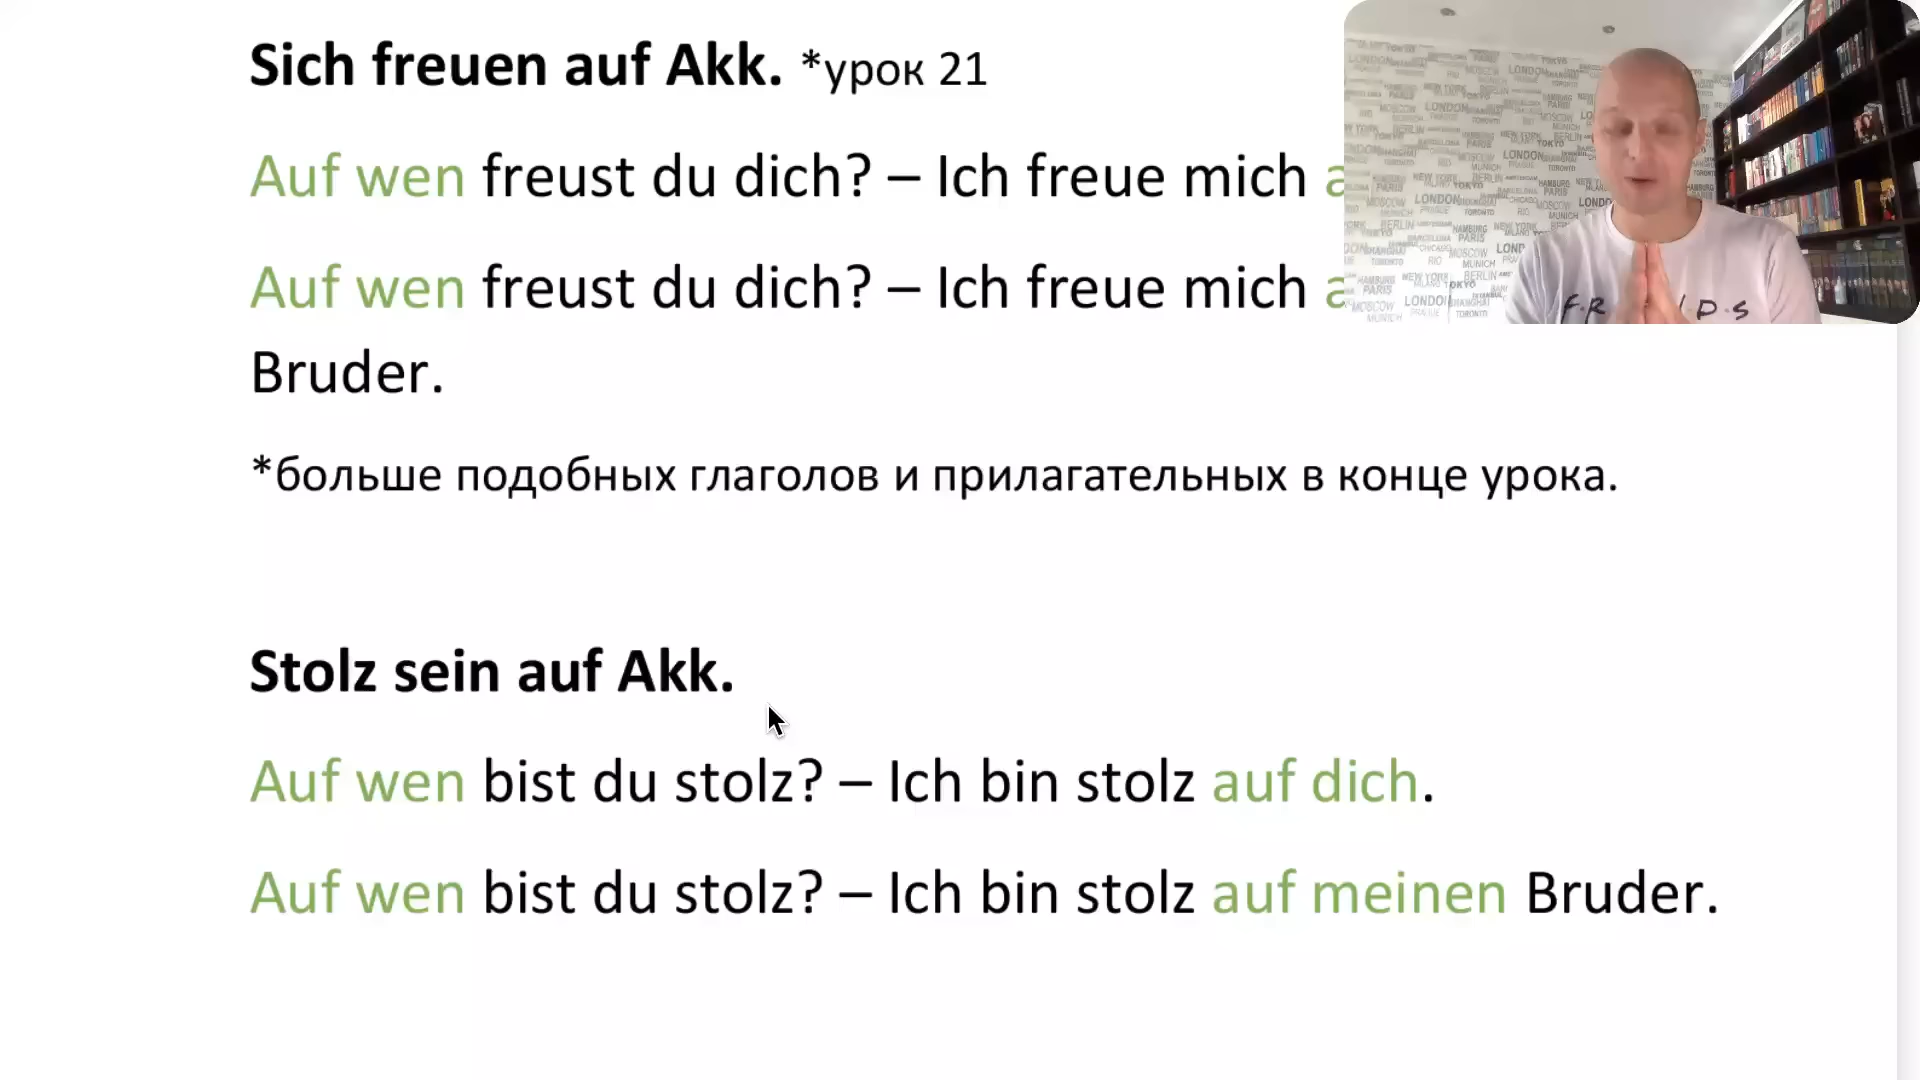 Sich freuen auf Akk. *урок 21
Auf wen freust du dich? – Ich freue mich
Auf wen freust du dich? – Ich freue mich
Bruder.
*больше подобных глаголов и прилагательных в конце урока.
Stolz sein auf Akk.
Auf wen bist du stolz? – Ich bin stolz auf dich.
Auf wen bist du stolz? – Ich bin stolz auf meinen Bruder.